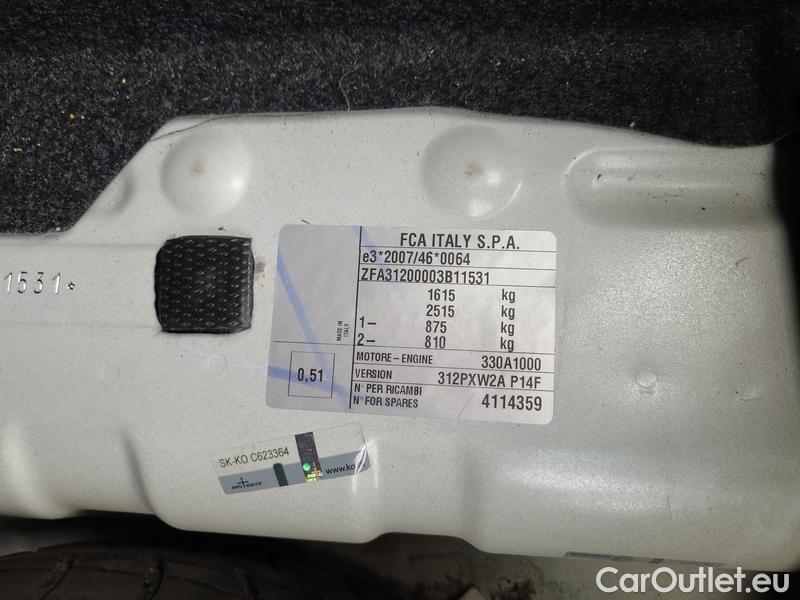 FCA ITALY S.P.A.
e3*2007/46*0064
ZFA31200003B11531
1615 kg
2515 kg
1– 875 kg
2– 810 kg
MADE IN ITALY
MOTORE–ENGINE 330A1000
VERSION 312PXW2A P14F
N° PER RICAMBI
N° FOR SPARES 4114359
0,51
1531*
SK-KO C623364
www.ko
CarOutlet.eu